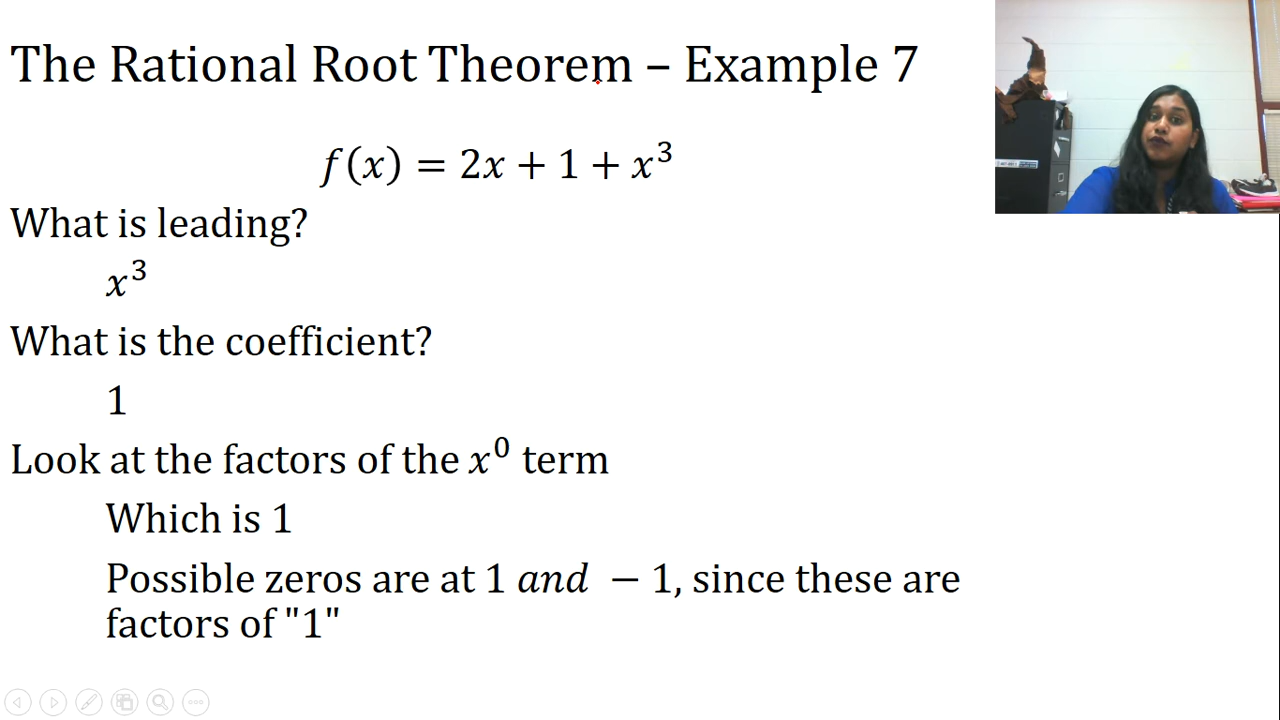 The Rational Root Theorem – Example 7
f(x) = 2x + 1 + x³
What is leading?
x³
What is the coefficient?
1
Look at the factors of the x⁰ term
Which is 1
Possible zeros are at 1 and − 1, since these are
factors of "1"